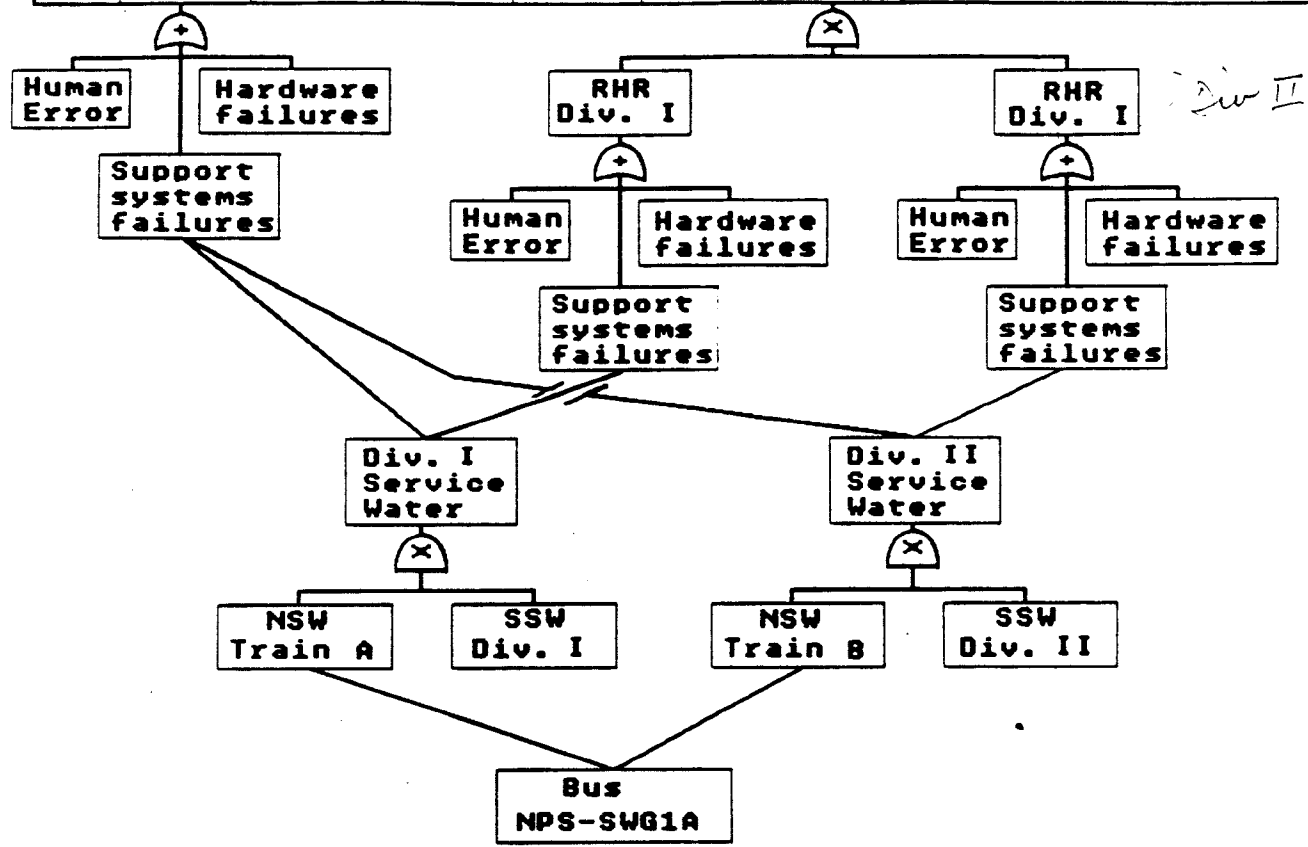 +
×
Human
Error
Hardware
failures
RHR
Div. I
RHR
Div. I
Div II
Support
systems
failures
+
+
Human
Error
Hardware
failures
Human
Error
Hardware
failures
Support
systems
failures
Support
systems
failures
Div. I
Service
Water
Div. II
Service
Water
×
×
NSW
Train A
SSW
Div. I
NSW
Train B
SSW
Div. II
Bus
NPS-SWG1A